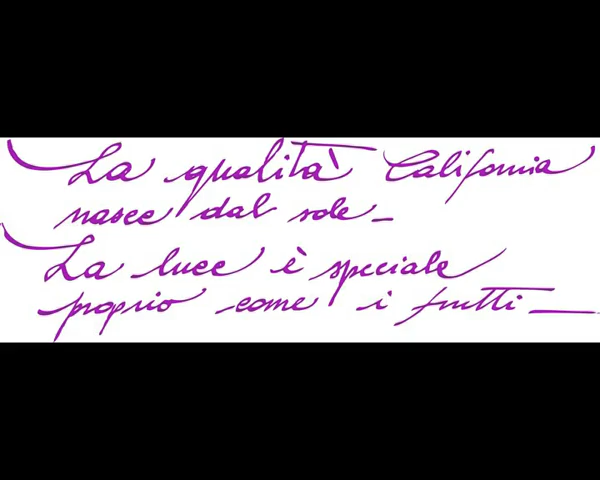 La qualità California
nasce dal sole -
La luce è speciale
proprio come i frutti -